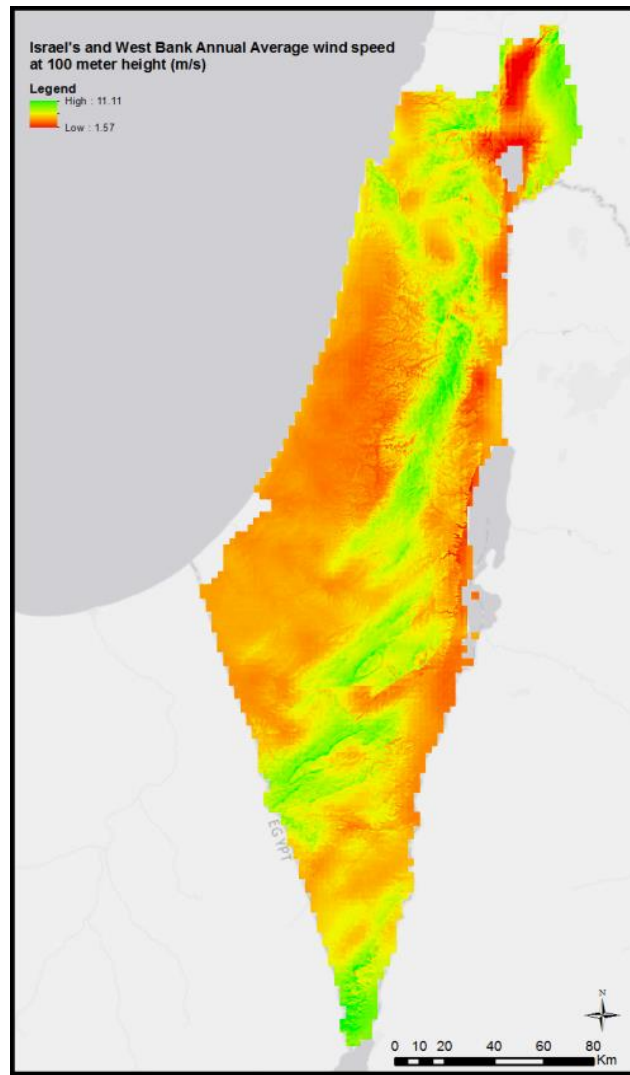 Israel's and West Bank Annual Average wind speed
at 100 meter height (m/s)
Legend
High : 11.11
Low : 1.57
EGYPT
N
0 10 20 40 60 80
Km